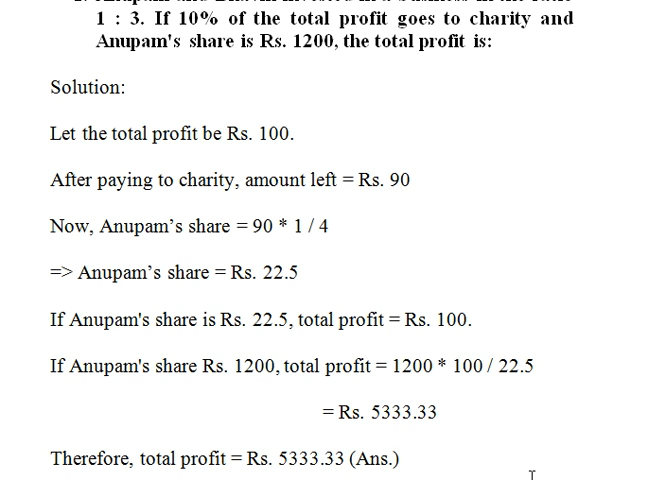 1 : 3. If 10% of the total profit goes to charity and
Anupam's share is Rs. 1200, the total profit is:
Solution:
Let the total profit be Rs. 100.
After paying to charity, amount left = Rs. 90
Now, Anupam’s share = 90 * 1 / 4
=> Anupam’s share = Rs. 22.5
If Anupam's share is Rs. 22.5, total profit = Rs. 100.
If Anupam's share Rs. 1200, total profit = 1200 * 100 / 22.5
= Rs. 5333.33
Therefore, total profit = Rs. 5333.33 (Ans.)